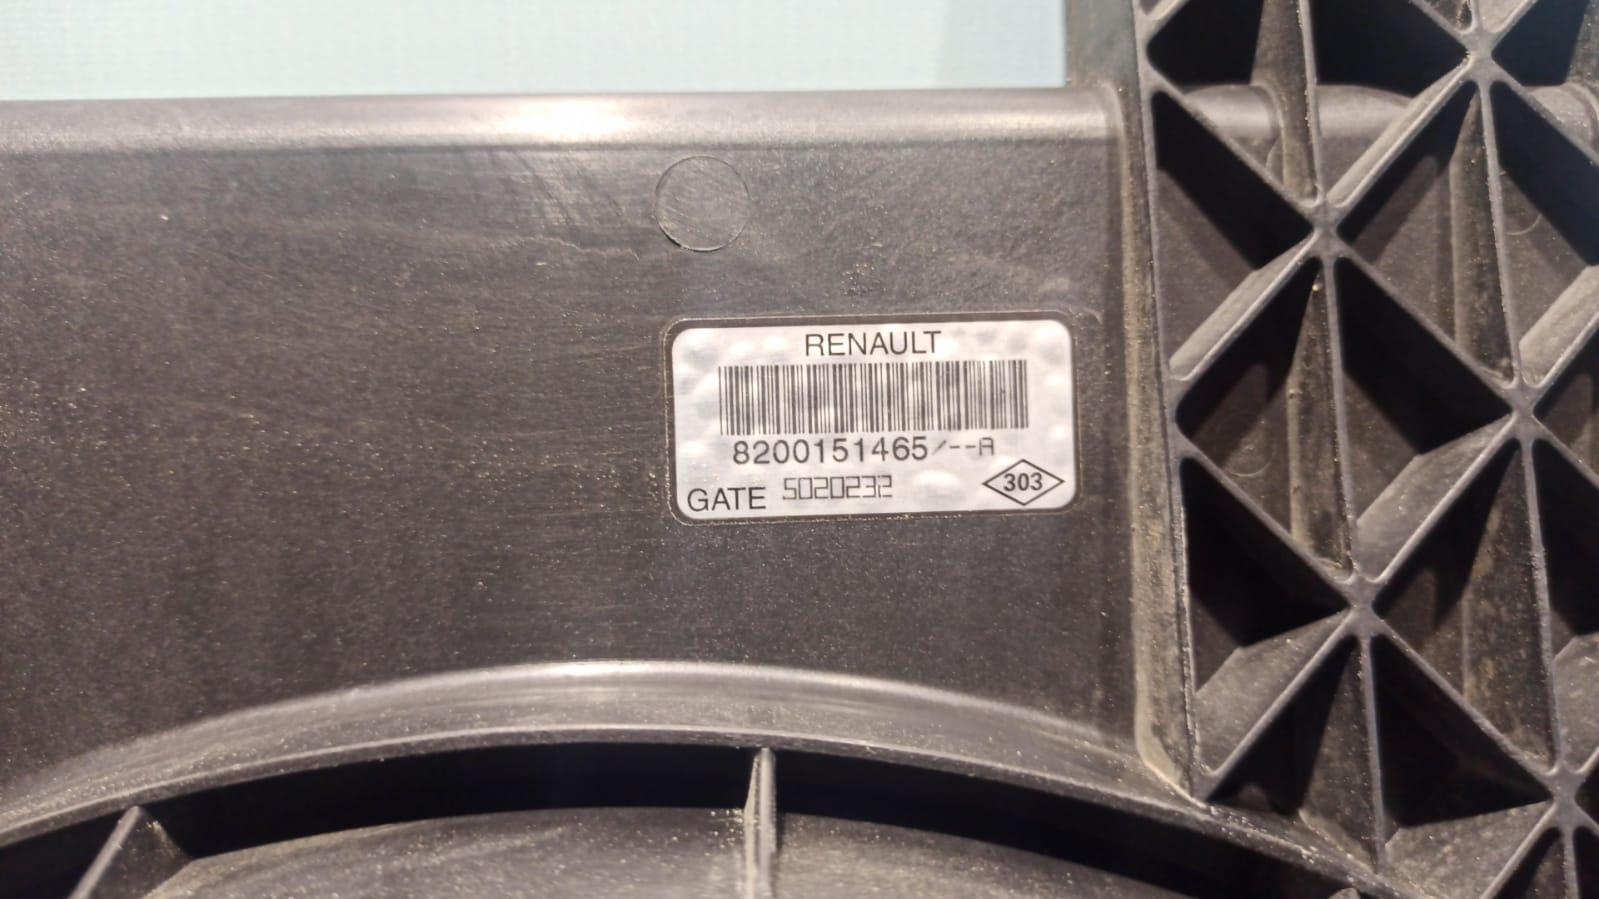 RENAULT
8200151465/--A
GATE 5020232
303